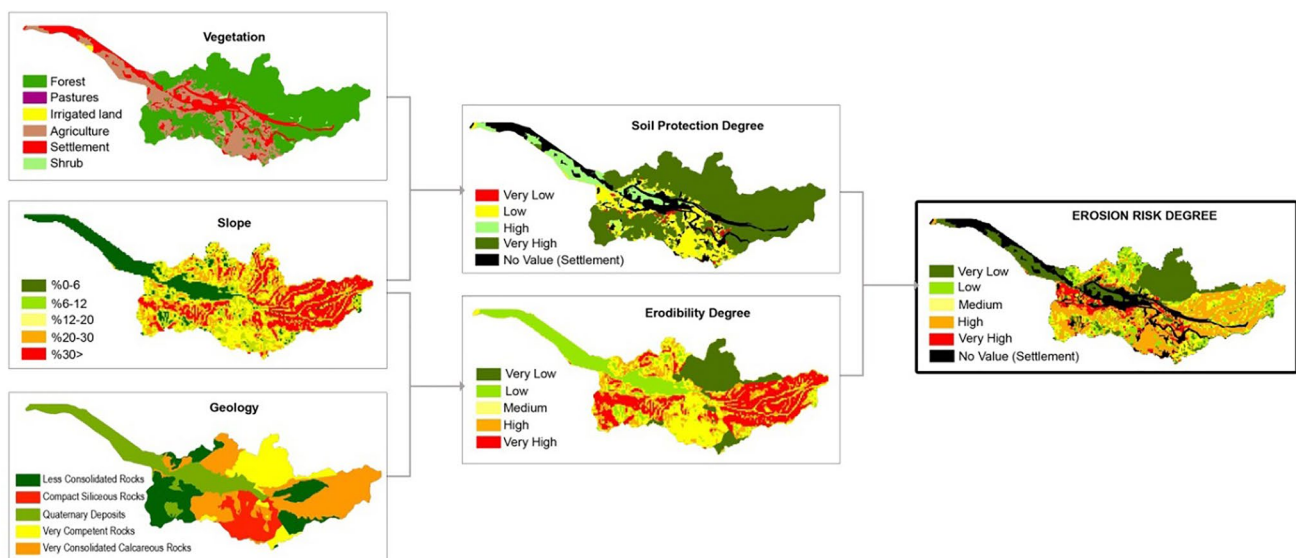 Vegetation
Forest
Pastures
Irrigated land
Agriculture
Settlement
Shrub
Slope
%0-6
%6-12
%12-20
%20-30
%30>
Geology
Less Consolidated Rocks
Compact Siliceous Rocks
Quaternary Deposits
Very Competent Rocks
Very Consolidated Calcareous Rocks
Soil Protection Degree
Very Low
Low
High
Very High
No Value (Settlement)
Erodibility Degree
Very Low
Low
Medium
High
Very High
EROSION RISK DEGREE
Very Low
Low
Medium
High
Very High
No Value (Settlement)